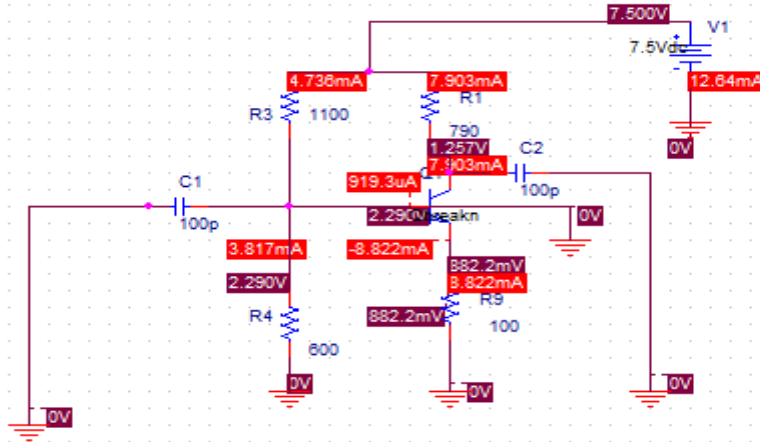 7.500V
V1
7.5Vdc
4.736mA
7.903mA
12.64mA
R3
1100
R1
790
0V
1.257V
7.903mA
C2
C1
919.3uA
100p
100p
2.290V
0V
3.817mA
-8.822mA
2.290V
882.2mV
8.822mA
R4
882.2mV
R9
100
600
0V
0V
0V
0V